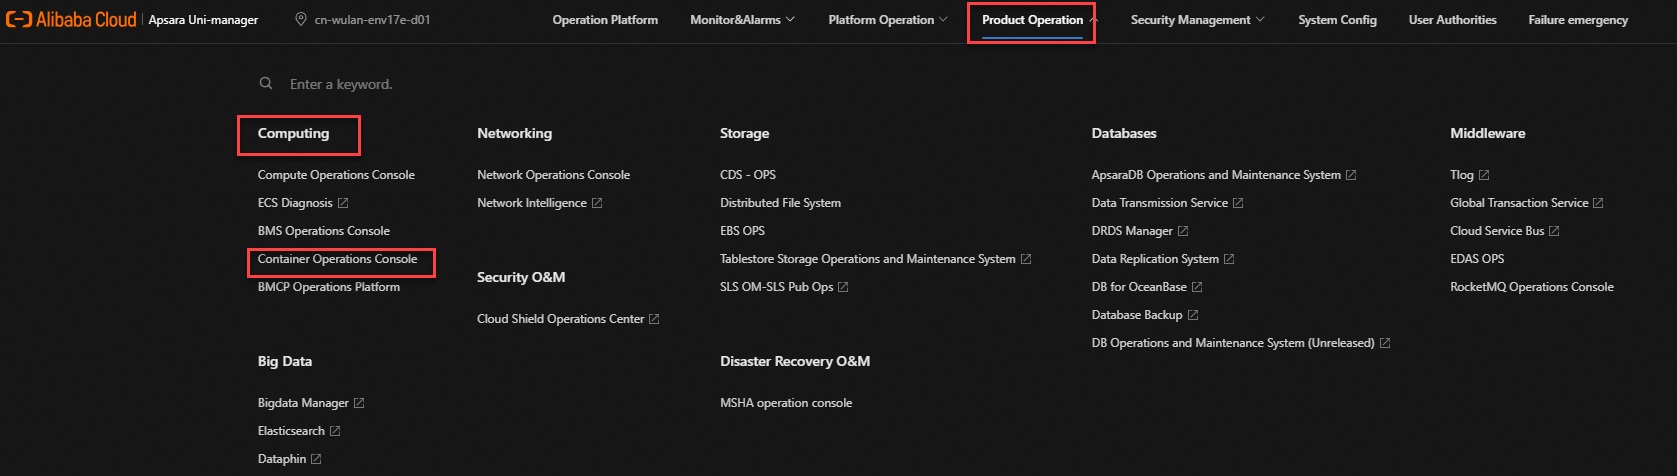 Alibaba Cloud | Apsara Uni-manager cn-wulan-env17e-d01 Operation Platform Monitor&Alarms Platform Operation Product Operation Security Management System Config User Authorities Failure emergency
Enter a keyword.
Computing
Compute Operations Console
ECS Diagnosis
BMS Operations Console
Container Operations Console
BMCP Operations Platform
Big Data
Bigdata Manager
Elasticsearch
Dataphin
Networking
Network Operations Console
Network Intelligence
Security O&M
Cloud Shield Operations Center
Storage
CDS - OPS
Distributed File System
EBS OPS
Tablestore Storage Operations and Maintenance System
SLS OM-SLS Pub Ops
Disaster Recovery O&M
MSHA operation console
Databases
ApsaraDB Operations and Maintenance System
Data Transmission Service
DRDS Manager
Data Replication System
DB for OceanBase
Database Backup
DB Operations and Maintenance System (Unreleased)
Middleware
Tlog
Global Transaction Service
Cloud Service Bus
EDAS OPS
RocketMQ Operations Console